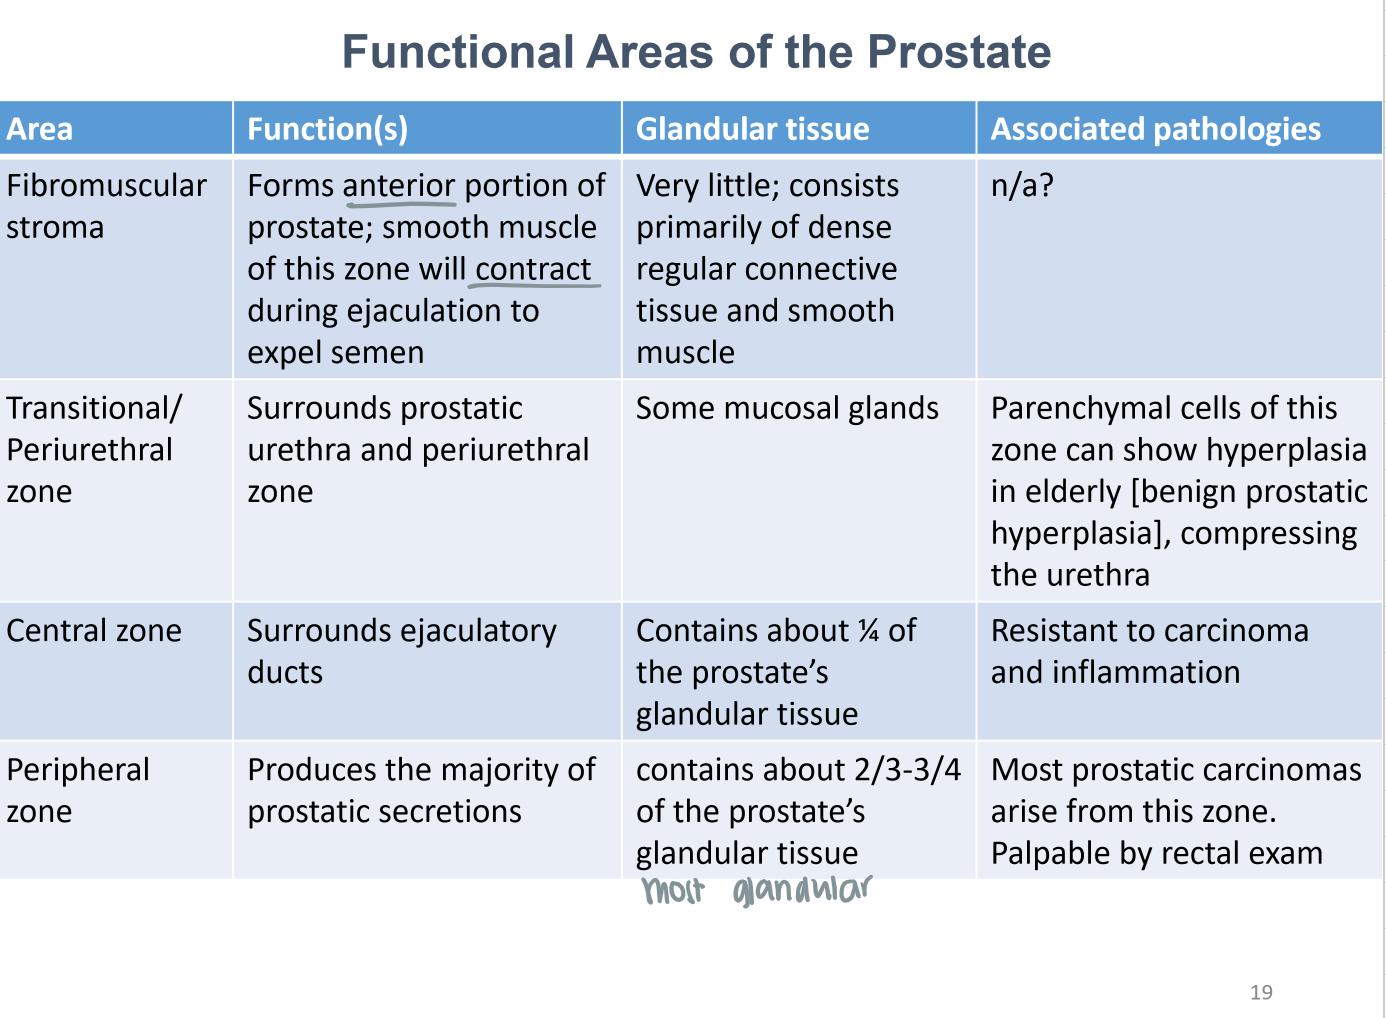 Functional Areas of the Prostate
Area
Function(s)
Glandular tissue
Associated pathologies
Fibromuscular
stroma
Forms anterior portion of
prostate; smooth muscle
of this zone will contract
during ejaculation to
expel semen
Very little; consists
primarily of dense
regular connective
tissue and smooth
muscle
n/a?
Transitional/
Periurethral
zone
Surrounds prostatic
urethra and periurethral
zone
Some mucosal glands
Parenchymal cells of this
zone can show hyperplasia
in elderly [benign prostatic
hyperplasia], compressing
the urethra
Central zone
Surrounds ejaculatory
ducts
Contains about ¼ of
the prostate’s
glandular tissue
Resistant to carcinoma
and inflammation
Peripheral
zone
Produces the majority of
prostatic secretions
contains about 2/3-3/4
of the prostate’s
glandular tissue
Most prostatic carcinomas
arise from this zone.
Palpable by rectal exam
most glandular
19